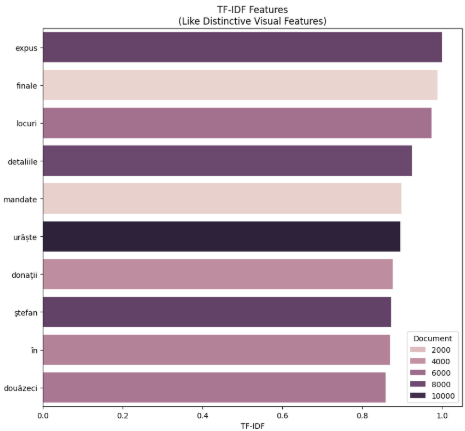 TF-IDF Features
(Like Distinctive Visual Features)
expus
finale
locuri
detaliile
mandate
urăște
donații
ștefan
în
douăzeci
0.0 0.2 0.4 0.6 0.8 1.0
TF-IDF
Document
2000
4000
6000
8000
10000